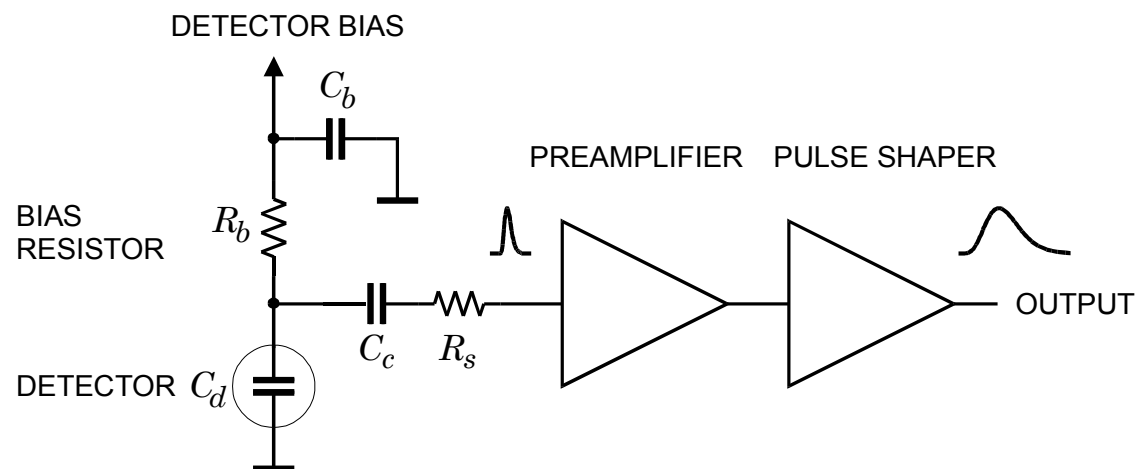 DETECTOR BIAS
C_b
PREAMPLIFIER
PULSE SHAPER
BIAS
RESISTOR
R_b
OUTPUT
C_c
R_s
DETECTOR
C_d